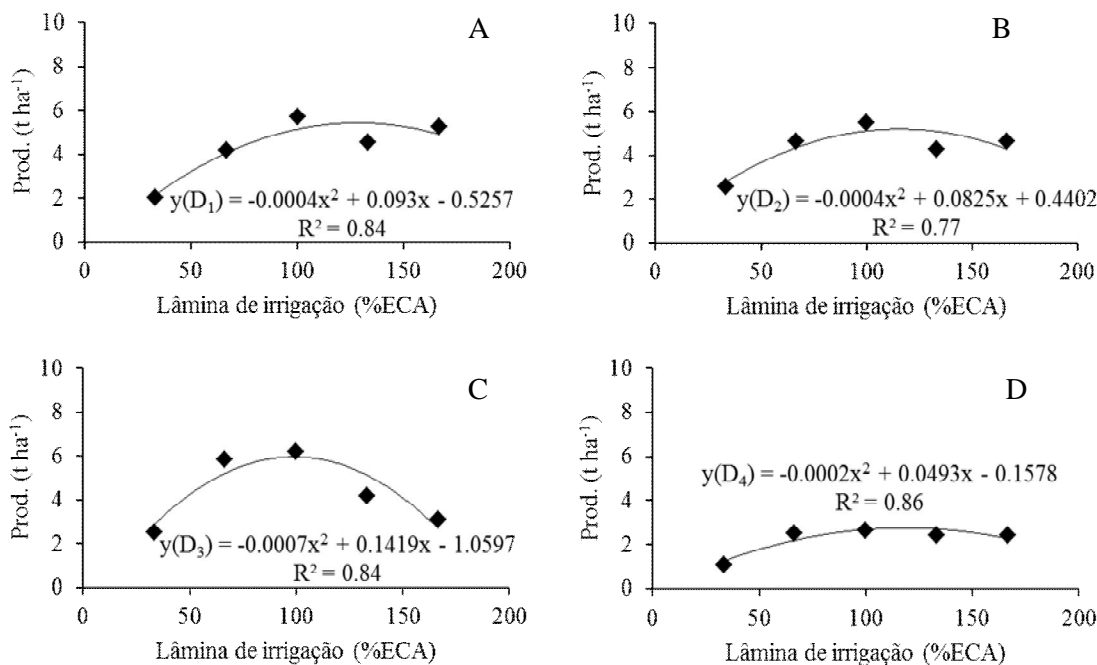 A
10
8
6
4
2
0
Prod. (t ha⁻¹)
y(D₁) = -0.0004x² + 0.093x - 0.5257
R² = 0.84
0 50 100 150 200
Lâmina de irrigação (%ECA)
B
10
8
6
4
2
0
Prod. (t ha⁻¹)
y(D₂) = -0.0004x² + 0.0825x + 0.4402
R² = 0.77
0 50 100 150 200
Lâmina de irrigação (%ECA)
C
10
8
6
4
2
0
Prod. (t ha⁻¹)
y(D₃) = -0.0007x² + 0.1419x - 1.0597
R² = 0.84
0 50 100 150 200
Lâmina de irrigação (%ECA)
D
10
8
6
4
2
0
Prod. (t ha⁻¹)
y(D₄) = -0.0002x² + 0.0493x - 0.1578
R² = 0.86
0 50 100 150 200
Lâmina de irrigação (%ECA)